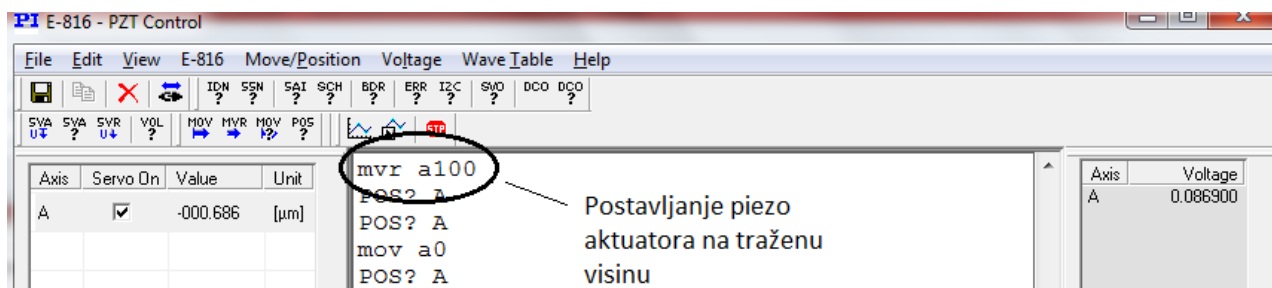 PI E-816 - PZT Control
File Edit View E-816 Move/Position Voltage Wave Table Help
IDN ? SSN ? SAI ? SCH BDR ? ERR ? I2C ? SVO ? DCO DCO ?
SVA SVA ? SVR VOL ? MOV MVR MOV ? POS ? STP
Axis Servo On Value Unit
A -000.686 [µm]
mvr a100
POS? A
POS? A
mov a0
POS? A
Postavljanje piezo
aktuatora na traženu
visinu
Axis Voltage
A 0.086900